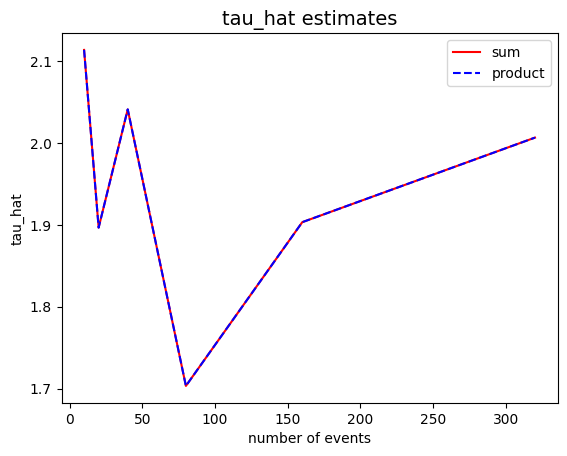 tau_hat estimates
sum
product
2.1
2.0
1.9
1.8
1.7
tau_hat
0
50
100
150
200
250
300
number of events